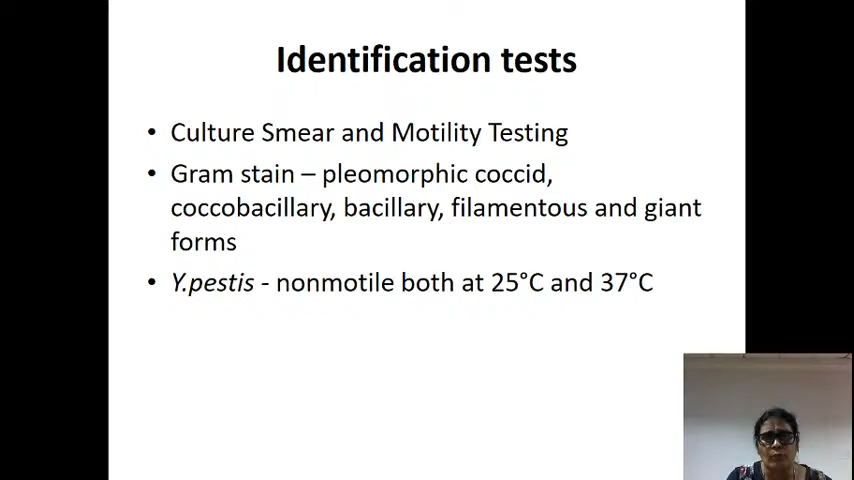 Identification tests
• Culture Smear and Motility Testing
• Gram stain – pleomorphic coccid,
coccobacillary, bacillary, filamentous and giant
forms
• Y.pestis - nonmotile both at 25°C and 37°C